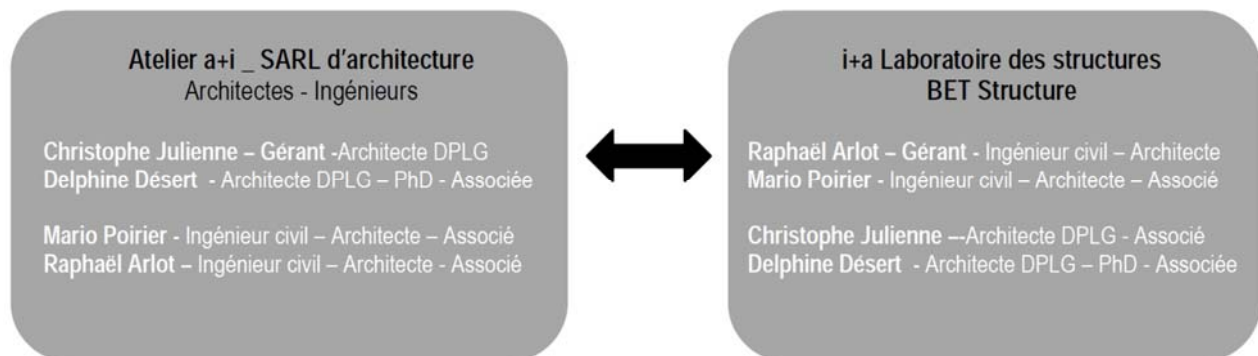 Atelier a+i _ SARL d'architecture
Architectes - Ingénieurs
Christophe Julienne – Gérant -Architecte DPLG
Delphine Désert - Architecte DPLG – PhD - Associée
Mario Poirier - Ingénieur civil – Architecte – Associé
Raphaël Arlot – Ingénieur civil – Architecte - Associé
i+a Laboratoire des structures
BET Structure
Raphaël Arlot – Gérant - Ingénieur civil – Architecte
Mario Poirier - Ingénieur civil – Architecte – Associé
Christophe Julienne –-Architecte DPLG - Associé
Delphine Désert - Architecte DPLG – PhD - Associée